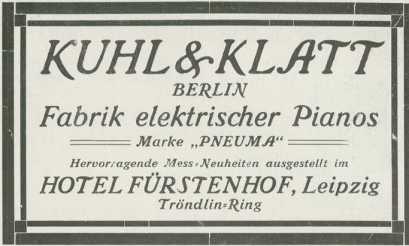 KUHL & KLATT
BERLIN
Fabrik elektrischer Pianos
Marke „PNEUMA“
Hervorragende Mess-Neuheiten ausgestellt im
HOTEL FÜRSTENHOF, Leipzig
Tröndlin-Ring